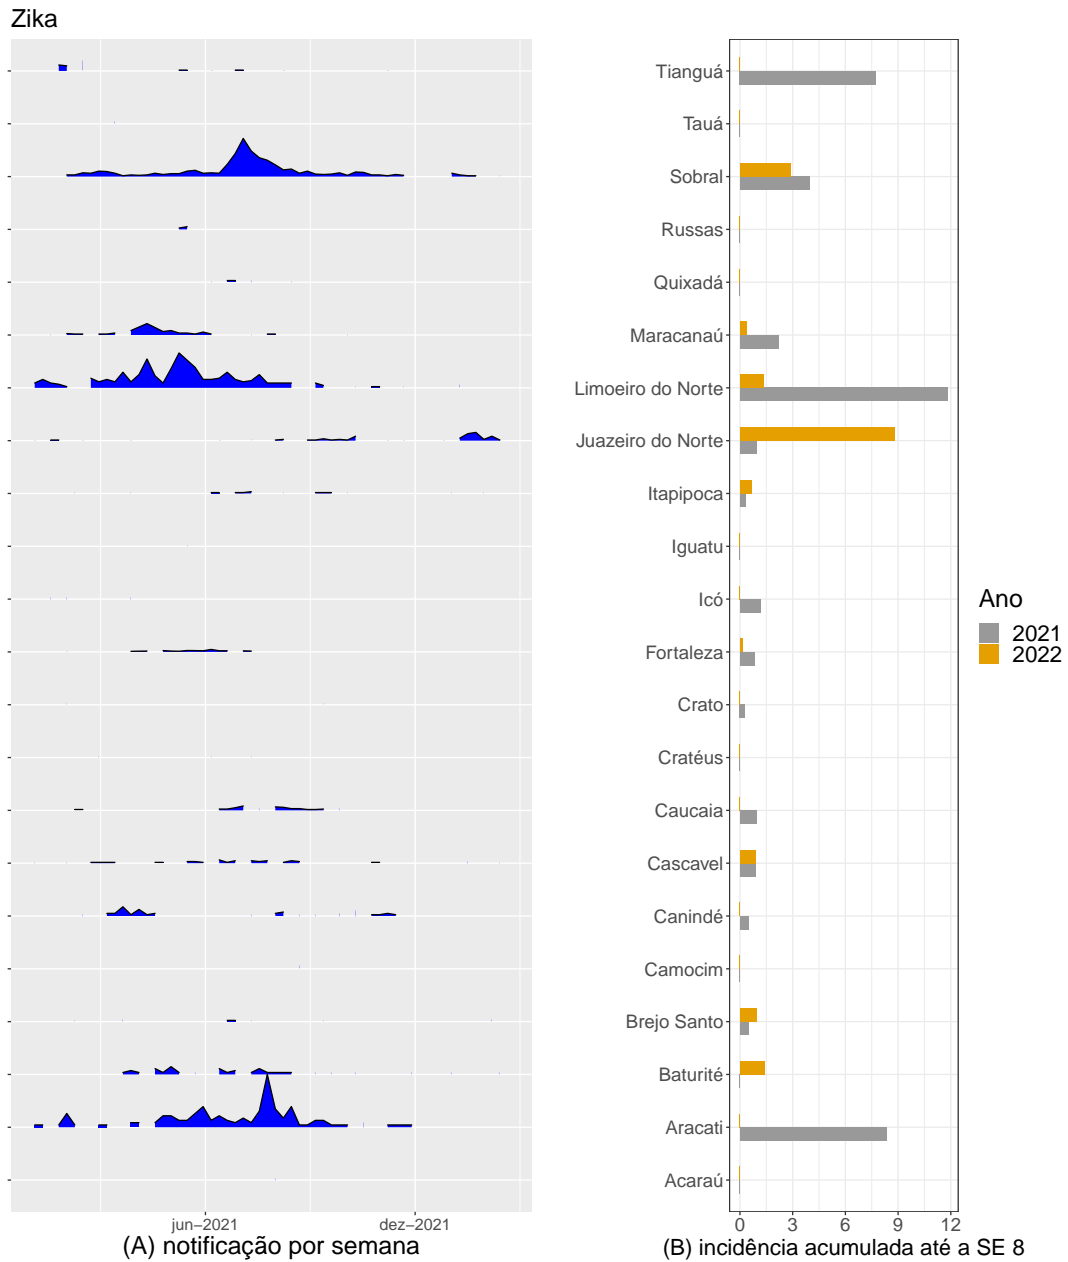 Zika
Tianguá
Tauá
Sobral
Russas
Quixadá
Maracanaú
Limoeiro do Norte
Juazeiro do Norte
Itapipoca
Iguatu
Icó
Fortaleza
Crato
Cratéus
Caucaia
Cascavel
Canindé
Camocim
Brejo Santo
Baturité
Aracati
Acaraú
Ano
2021
2022
jun−2021 dez−2021
0 3 6 9 12
(A) notificação por semana
(B) incidência acumulada até a SE 8